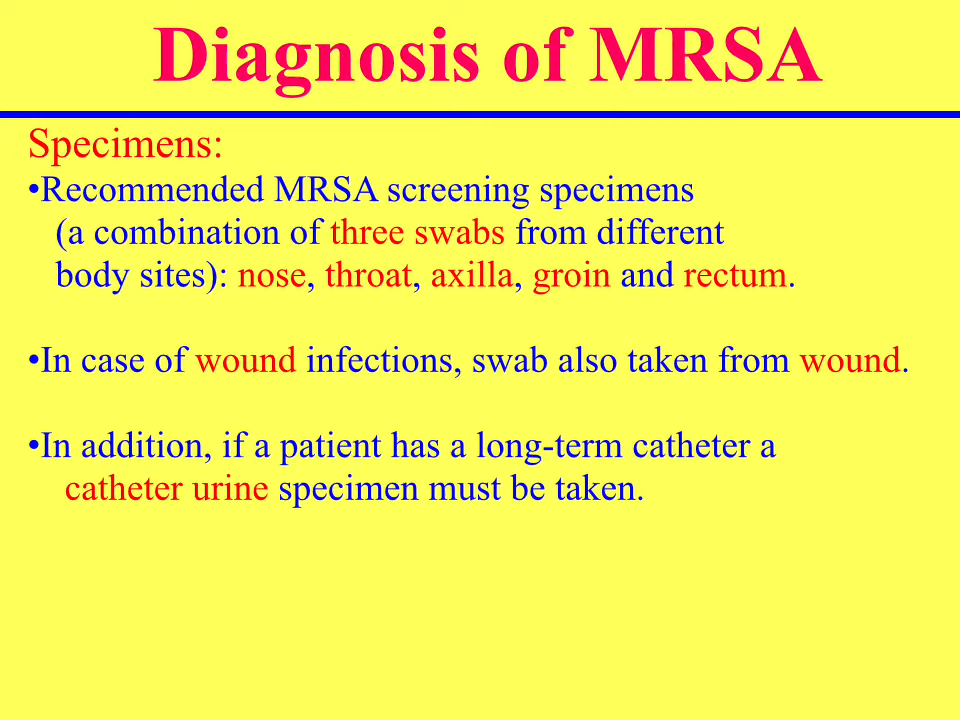 Diagnosis of MRSA
Specimens:
•Recommended MRSA screening specimens
(a combination of three swabs from different
body sites): nose, throat, axilla, groin and rectum.
•In case of wound infections, swab also taken from wound.
•In addition, if a patient has a long-term catheter a
catheter urine specimen must be taken.